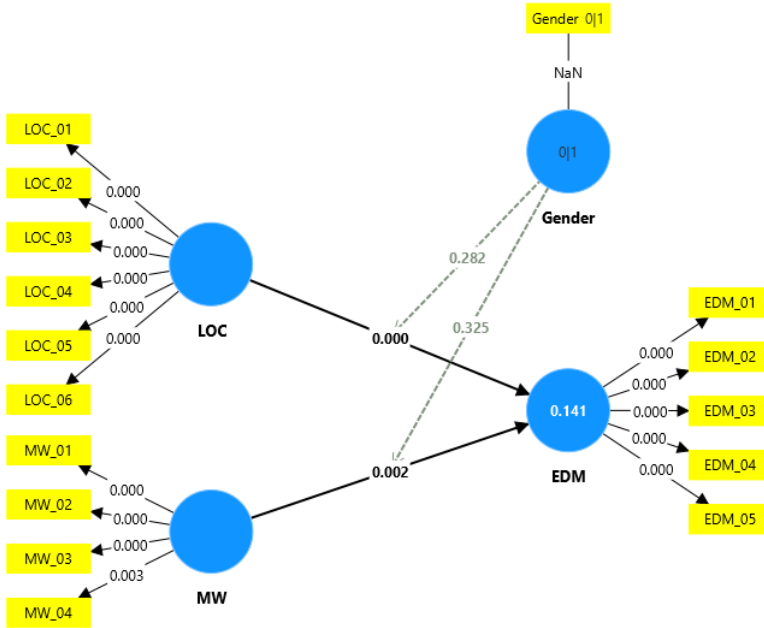 Gender 0|1
NaN
0|1
Gender
LOC_01
LOC_02
LOC_03
LOC_04
LOC_05
LOC_06
0.000
0.000
0.000
0.000
0.000
0.000
LOC
0.282
0.325
0.000
0.002
MW_01
MW_02
MW_03
MW_04
0.000
0.000
0.000
0.003
MW
0.141
EDM
0.000
0.000
0.000
0.000
0.000
EDM_01
EDM_02
EDM_03
EDM_04
EDM_05